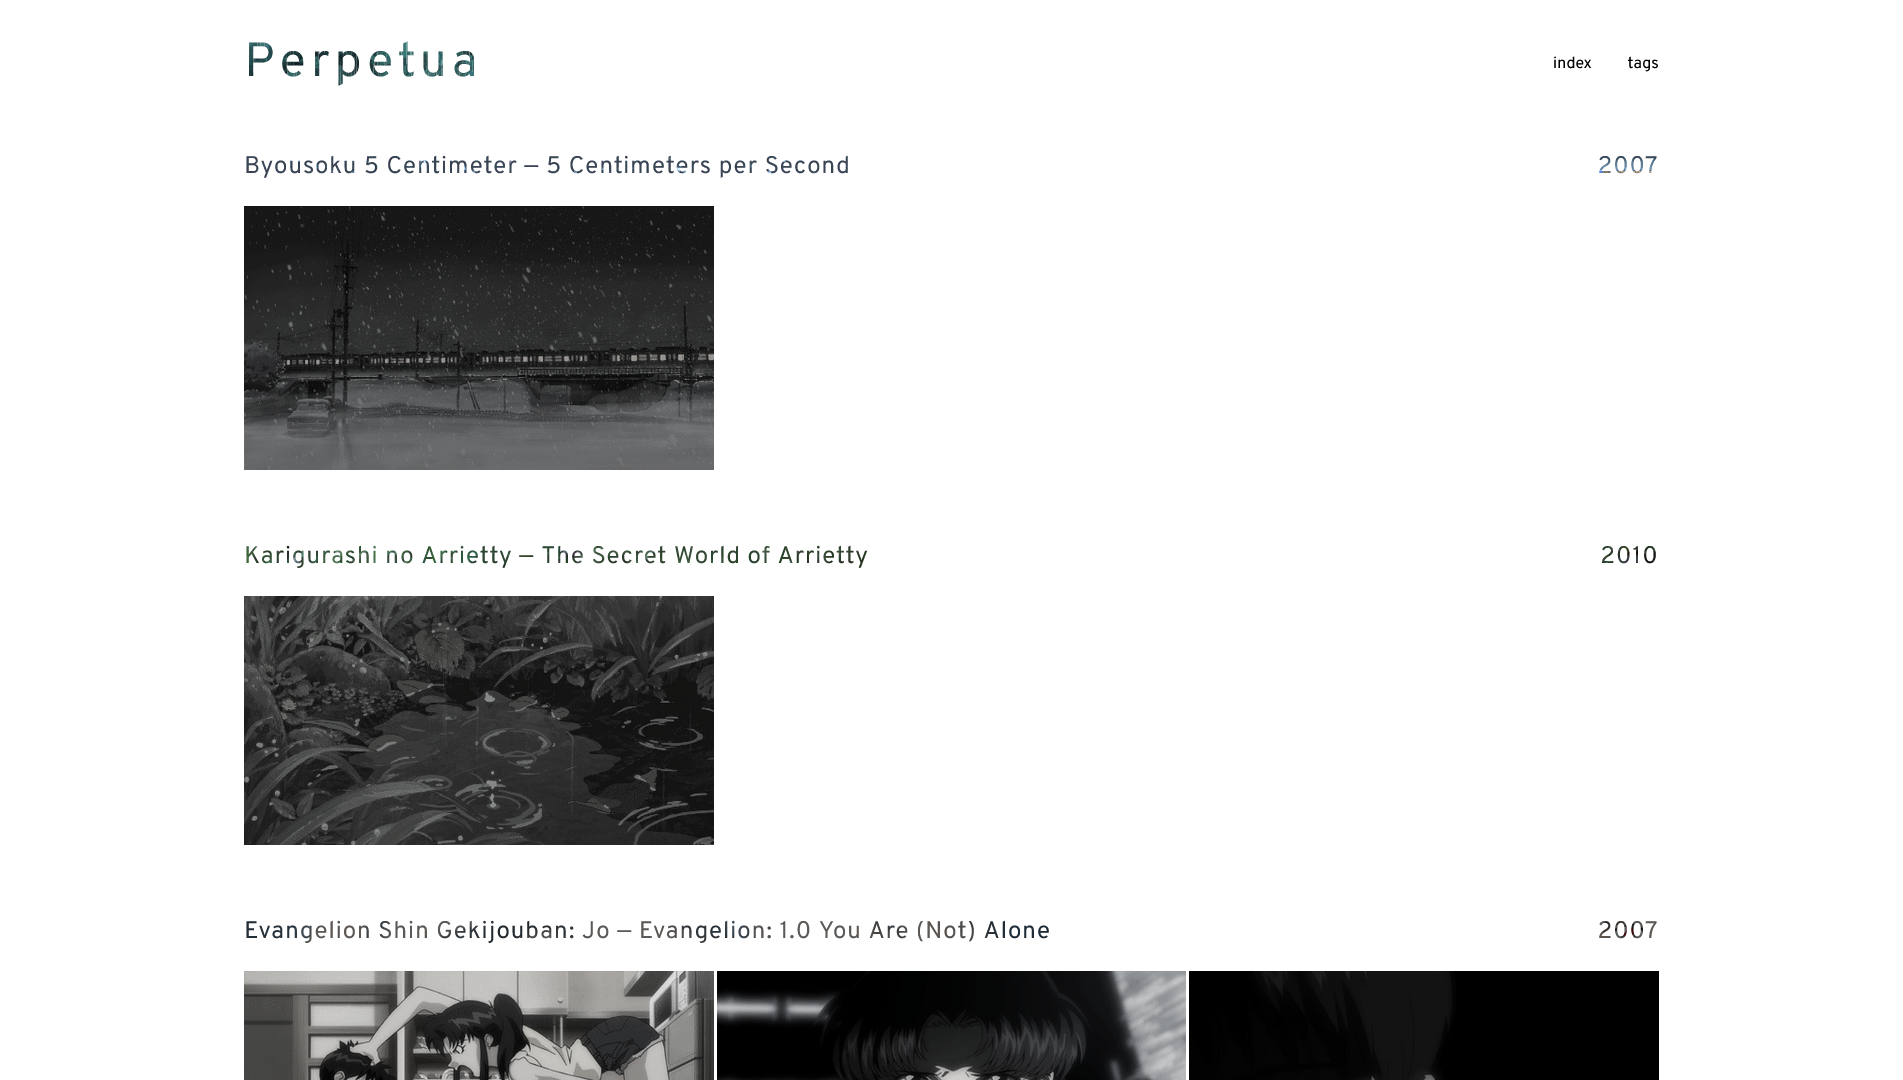 Perpetua
index tags
Byousoku 5 Centimeter — 5 Centimeters per Second 2007
Karigurashi no Arrietty — The Secret World of Arrietty 2010
Evangelion Shin Gekijouban: Jo — Evangelion: 1.0 You Are (Not) Alone 2007